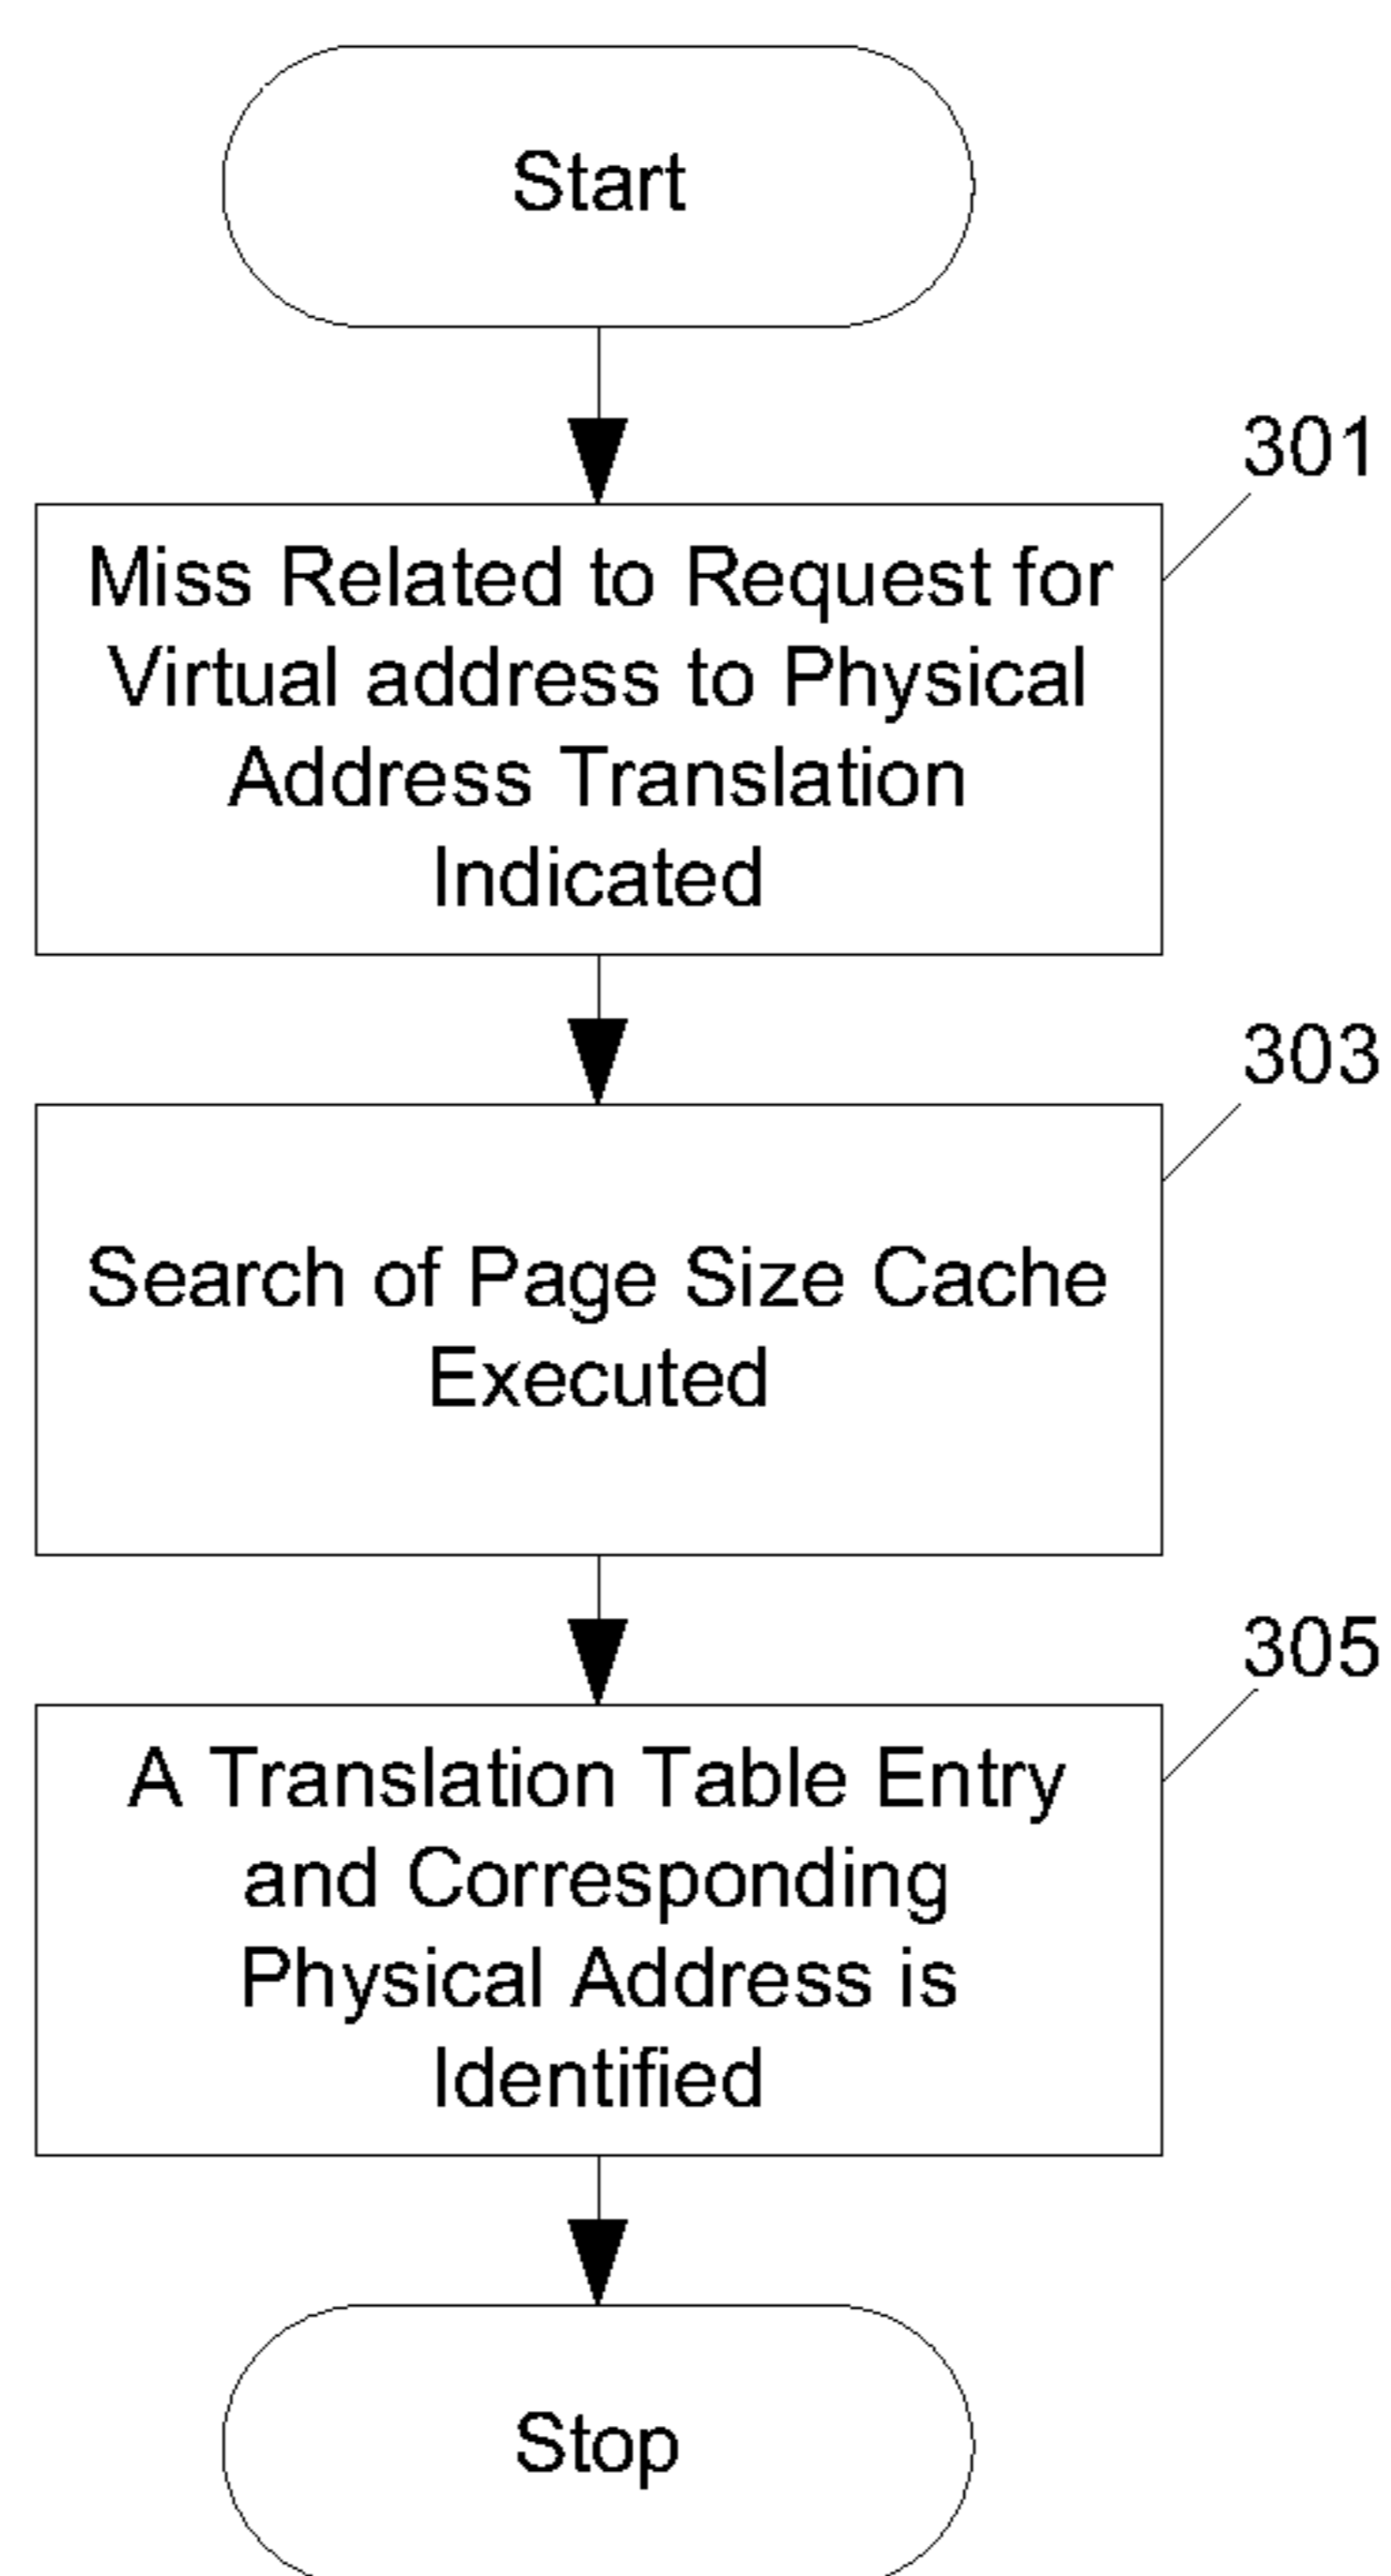 Start
301
Miss Related to Request for
Virtual address to Physical
Address Translation
Indicated
303
Search of Page Size Cache
Executed
305
A Translation Table Entry
and Corresponding
Physical Address is
Identified
Stop